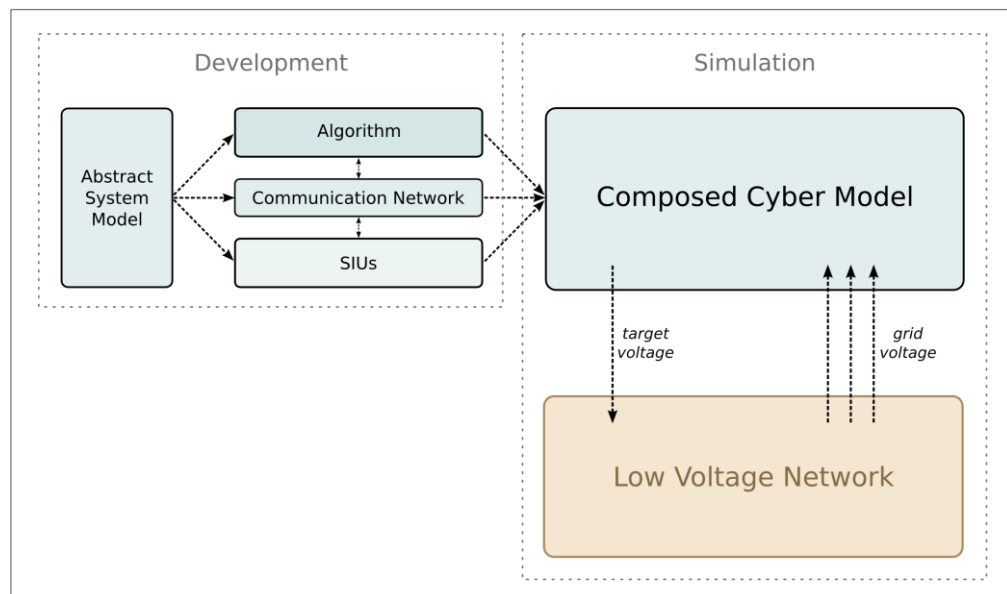 Development
Abstract
System
Model
Algorithm
Communication Network
SIUs
Simulation
Composed Cyber Model
target
voltage
grid
voltage
Low Voltage Network